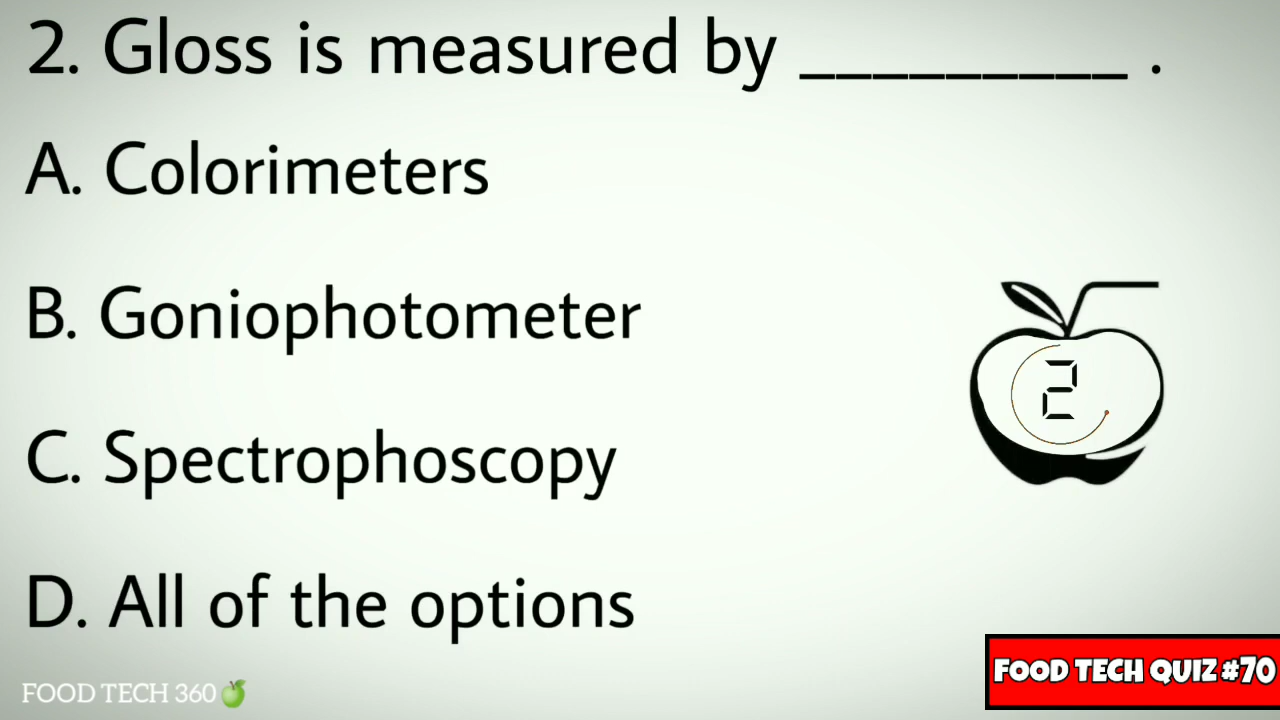 2. Gloss is measured by _________ .
A. Colorimeters
B. Goniophotometer
2
C. Spectrophoscopy
D. All of the options
FOOD TECH 360
FOOD TECH QUIZ #70